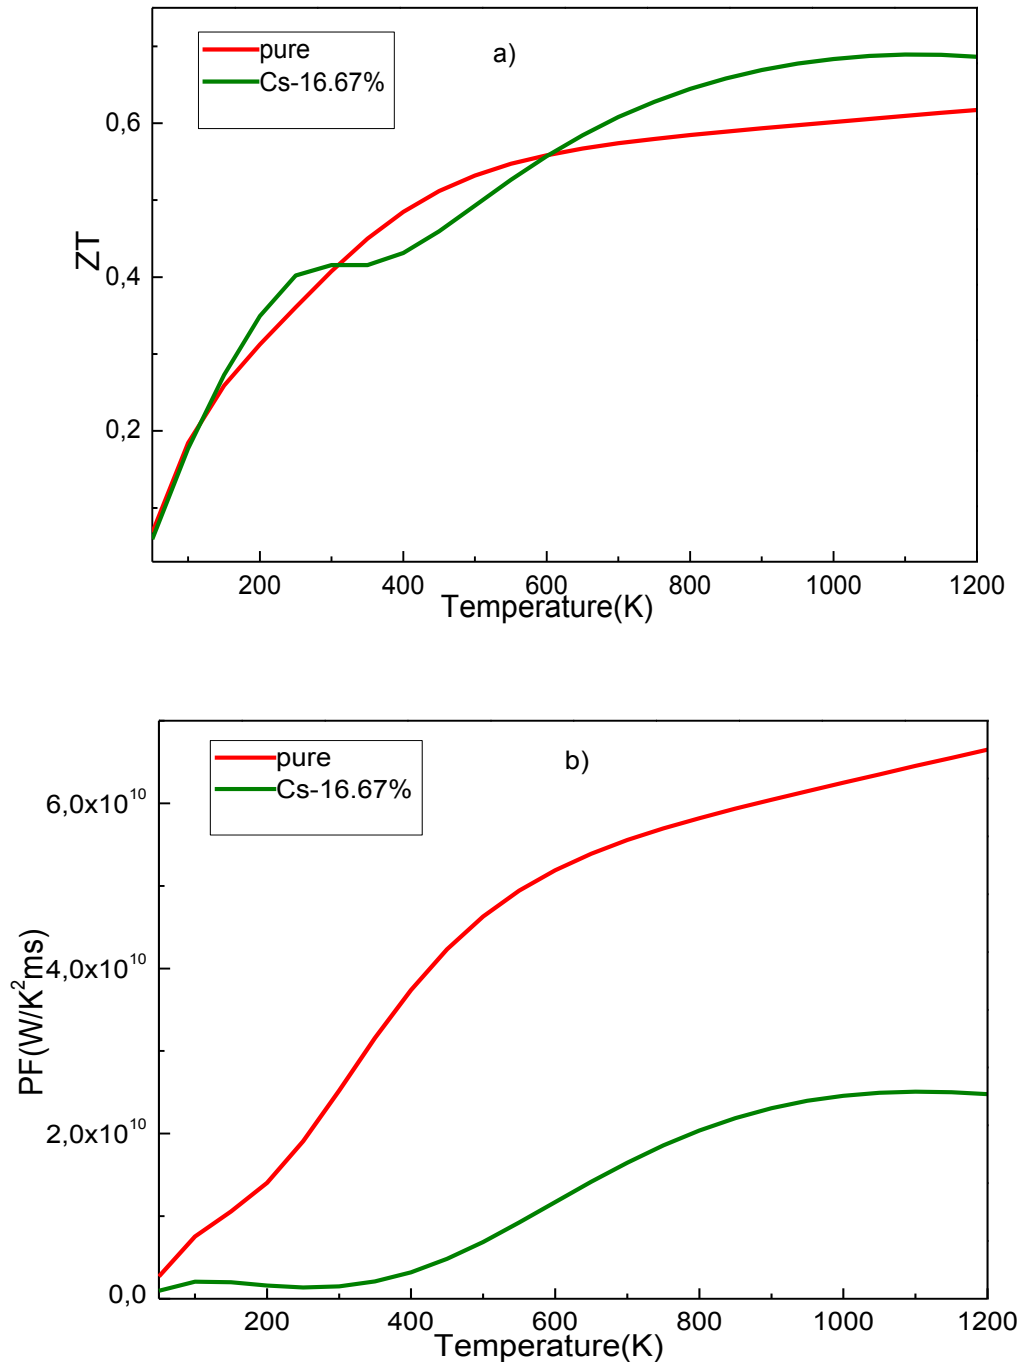 pure
Cs-16.67%
a)
0,6
0,4
0,2
ZT
200 400 600 800 1000 1200
Temperature(K)
pure
Cs-16.67%
b)
6,0x10¹⁰
4,0x10¹⁰
2,0x10¹⁰
0,0
PF(W/K²ms)
200 400 600 800 1000 1200
Temperature(K)